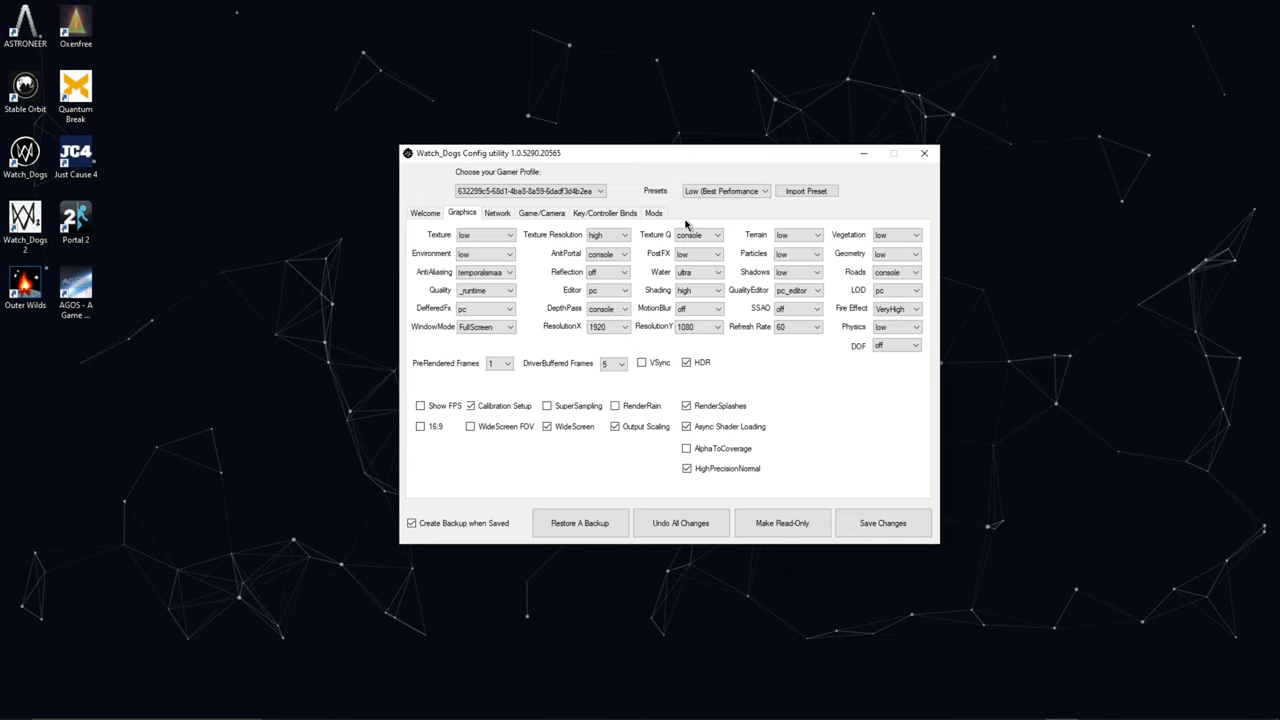 ASTRONEER
Oxenfree
Stable Orbit
Quantum
Break
Watch_Dogs
Just Cause 4
Watch_Dogs
2
Portal 2
Outer Wilds
AGOS - A
Game ...
Watch_Dogs Config utility 1.0.5290.20565
Choose your Gamer Profile:
632299c5-68d1-4ba8-8a59-6dadf3d4b2ea
Presets
Low (Best Performance
Import Preset
Welcome
Graphics
Network
Game/Camera
Key/Controller Binds
Mods
Texture low Texture Resolution high Texture Q console Terrain low Vegetation low
Environment low AnitPortal console PostFX low Particles low Geometry low
AntiAliasing temporalsmaa Reflection off Water ultra Shadows low Roads console
Quality _runtime Editor pc Shading high QualityEditor pc_editor LOD pc
DefferedFx pc DepthPass console MotionBlur off SSAO off Fire Effect VeryHigh
WindowMode FullScreen ResolutionX 1920 ResolutionY 1080 Refresh Rate 60 Physics low
DOF off
PreRendered Frames 1 DriverBuffered Frames 5 VSync HDR
Show FPS Calibration Setup SuperSampling RenderRain RenderSplashes
16:9 WideScreen FOV WideScreen Output Scaling Async Shader Loading
AlphaToCoverage
HighPrecisionNormal
Create Backup when Saved
Restore A Backup
Undo All Changes
Make Read-Only
Save Changes